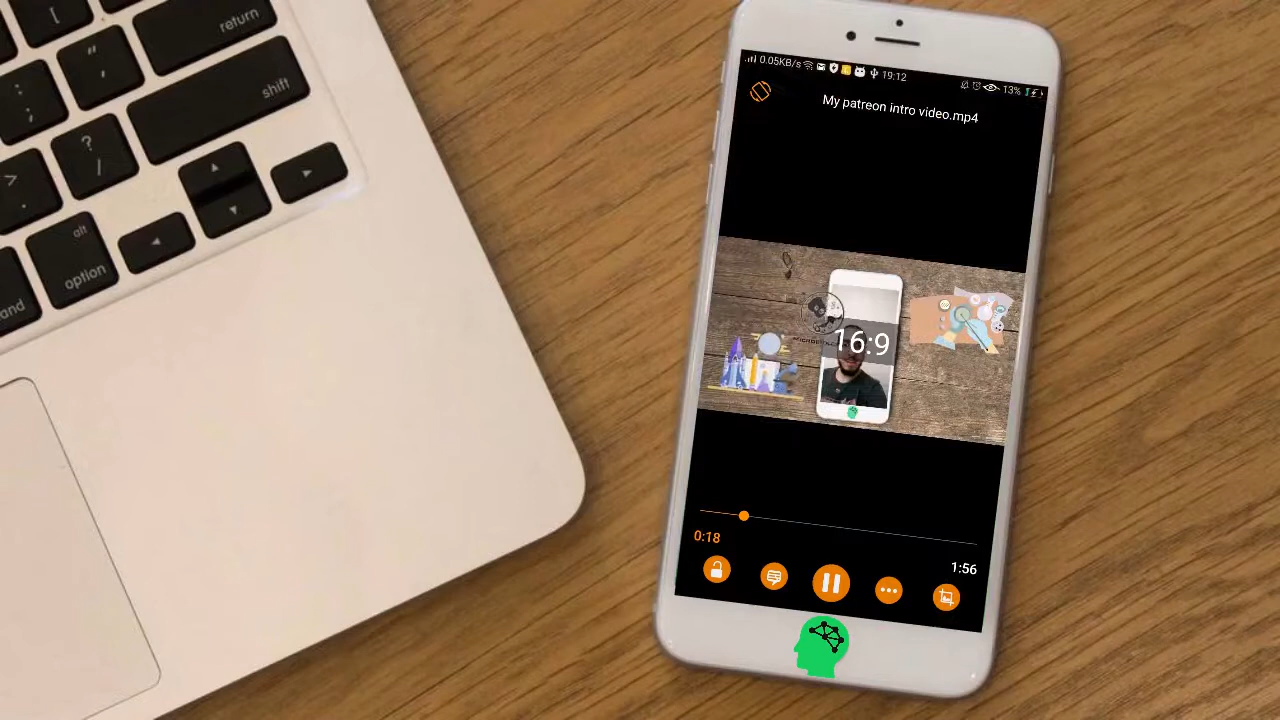 [
return
" ,
shift
: ;
?
/
>
.
alt
option
and
0.05KB/s
19:12
13%
My patreon intro video.mp4
16:9
0:18
1:56